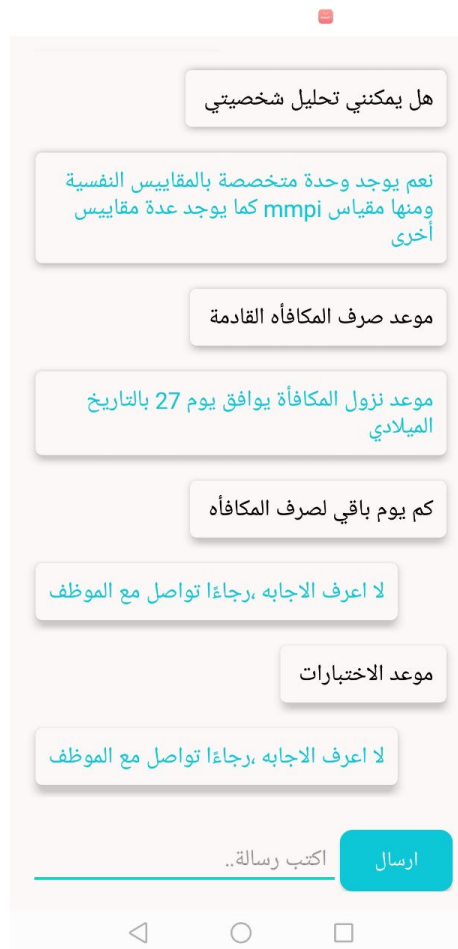 هل يمكنني تحليل شخصيتي
نعم يوجد وحدة متخصصة بالمقاييس النفسية
ومنها مقياس mmpi كما يوجد عدة مقاييس
أخرى
موعد صرف المكافأه القادمة
موعد نزول المكافأة يوافق يوم 27 بالتاريخ
الميلادي
كم يوم باقي لصرف المكافأه
لا اعرف الاجابه ،رجاءًا تواصل مع الموظف
موعد الاختبارات
لا اعرف الاجابه ،رجاءًا تواصل مع الموظف
اكتب رسالة..
ارسال